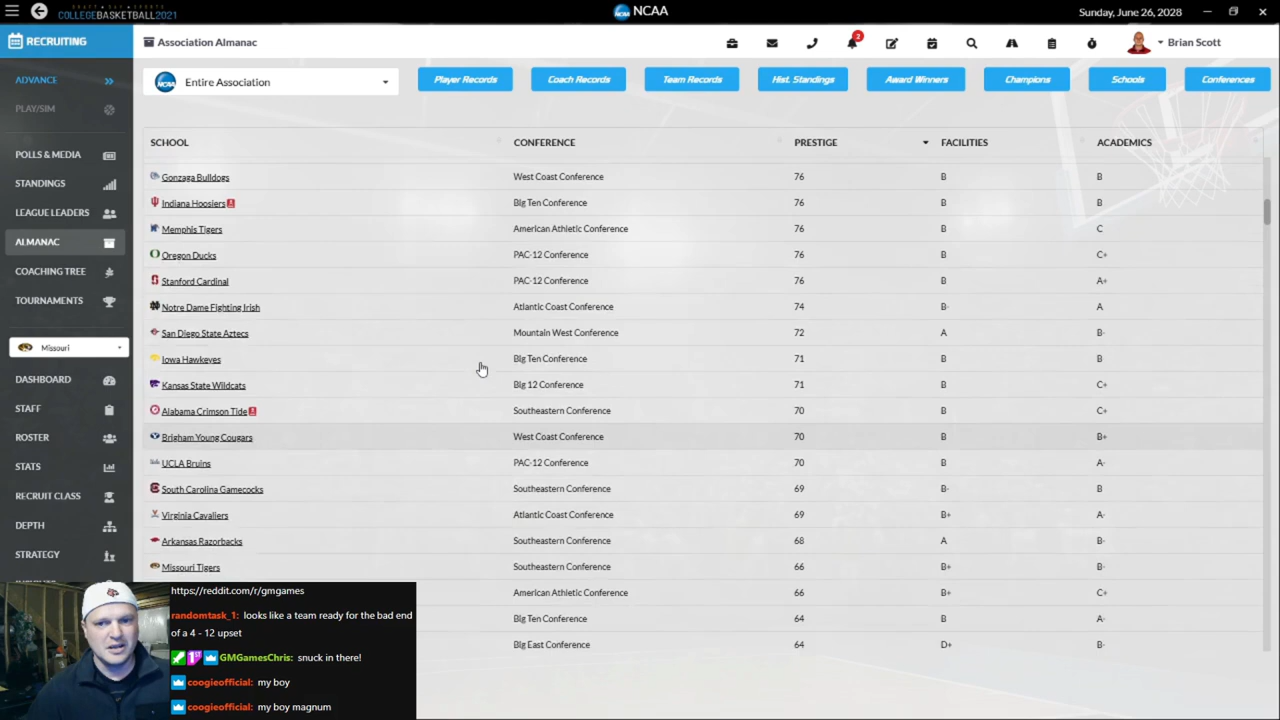 DRAFT DAY SPORTS
COLLEGE BASKETBALL 2021
NCAA
Sunday, June 26, 2028
RECRUITING
Association Almanac
2
Brian Scott
ADVANCE
PLAY/SIM
POLLS & MEDIA
STANDINGS
LEAGUE LEADERS
ALMANAC
COACHING TREE
TOURNAMENTS
Missouri
DASHBOARD
STAFF
ROSTER
STATS
RECRUIT CLASS
DEPTH
STRATEGY
Entire Association
Player Records Coach Records Team Records Hist. Standings Award Winners Champions Schools Conferences
SCHOOL CONFERENCE PRESTIGE FACILITIES ACADEMICS
Gonzaga Bulldogs West Coast Conference 76 B B
Indiana Hoosiers Big Ten Conference 76 B B
Memphis Tigers American Athletic Conference 76 B C
Oregon Ducks PAC-12 Conference 76 B C+
Stanford Cardinal PAC-12 Conference 76 B A+
Notre Dame Fighting Irish Atlantic Coast Conference 74 B- A
San Diego State Aztecs Mountain West Conference 72 A B-
Iowa Hawkeyes Big Ten Conference 71 B B
Kansas State Wildcats Big 12 Conference 71 B C+
Alabama Crimson Tide Southeastern Conference 70 B C+
Brigham Young Cougars West Coast Conference 70 B B+
UCLA Bruins PAC-12 Conference 70 B A-
South Carolina Gamecocks Southeastern Conference 69 B- B
Virginia Cavaliers Atlantic Coast Conference 69 B+ A-
Arkansas Razorbacks Southeastern Conference 68 A B-
Missouri Tigers Southeastern Conference 66 B+ B-
American Athletic Conference 66 B+ C+
Big Ten Conference 64 B A-
Big East Conference 64 D+ B-
https://reddit.com/r/gmgames
randomtask_1: looks like a team ready for the bad end
of a 4 - 12 upset
GMGamesChris: snuck in there!
coogieofficial: my boy
coogieofficial: my boy magnum